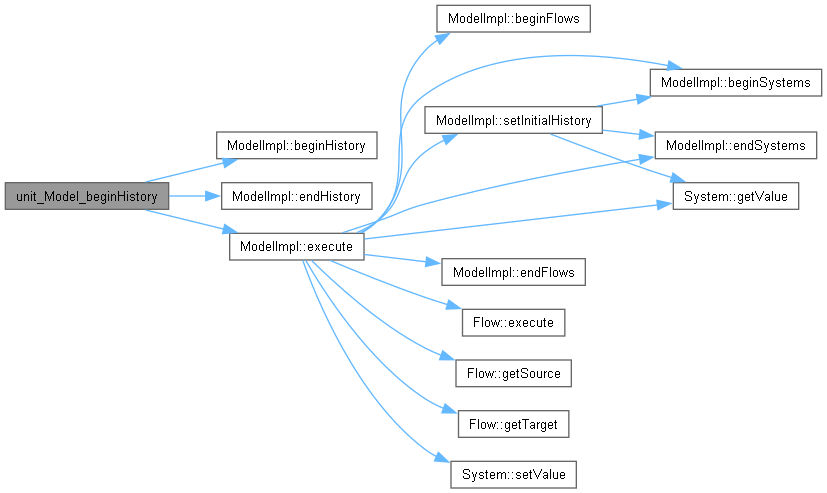 unit_Model_beginHistory
ModelImpl::beginHistory
ModelImpl::endHistory
ModelImpl::execute
ModelImpl::beginFlows
ModelImpl::setInitialHistory
ModelImpl::beginSystems
ModelImpl::endSystems
System::getValue
ModelImpl::endFlows
Flow::execute
Flow::getSource
Flow::getTarget
System::setValue